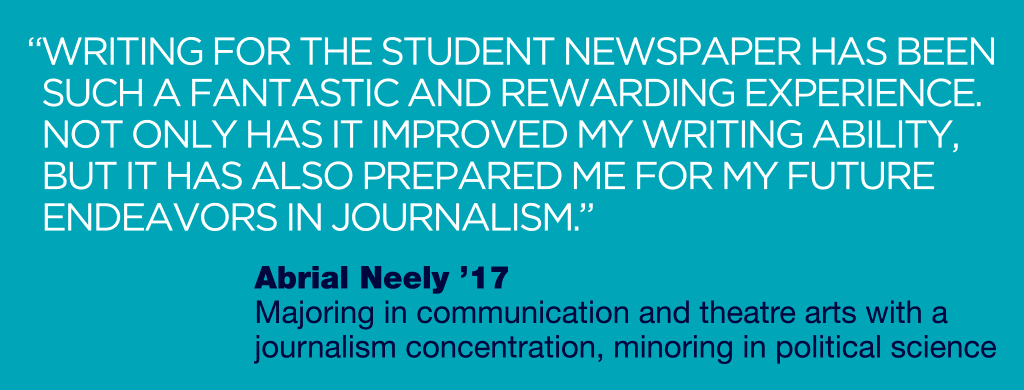 “WRITING FOR THE STUDENT NEWSPAPER HAS BEEN
SUCH A FANTASTIC AND REWARDING EXPERIENCE.
NOT ONLY HAS IT IMPROVED MY WRITING ABILITY,
BUT IT HAS ALSO PREPARED ME FOR MY FUTURE
ENDEAVORS IN JOURNALISM.”
Abrial Neely ’17
Majoring in communication and theatre arts with a
journalism concentration, minoring in political science